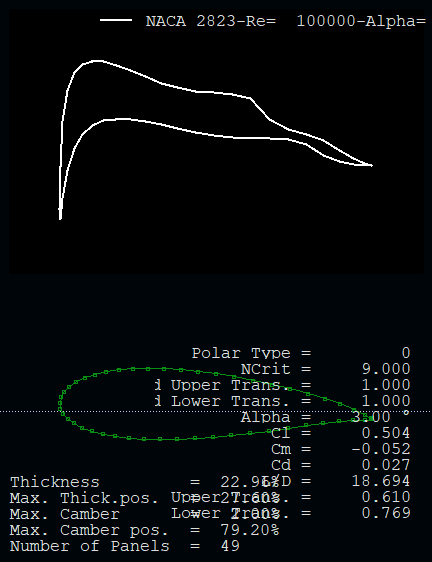 NACA 2823-Re= 100000-Alpha=
Polar Type = 0
NCrit = 9.000
d Upper Trans. = 1.000
d Lower Trans. = 1.000
Alpha = 3.00 °
Cl = 0.504
Cm = -0.052
Cd = 0.027
L/D = 18.694
Thickness = 22.96%
Upper Trans. = 0.610
Max. Thick.pos. = 27.60%
Lower Trans. = 0.769
Max. Camber =
Max. Camber pos. = 79.20%
Number of Panels = 49